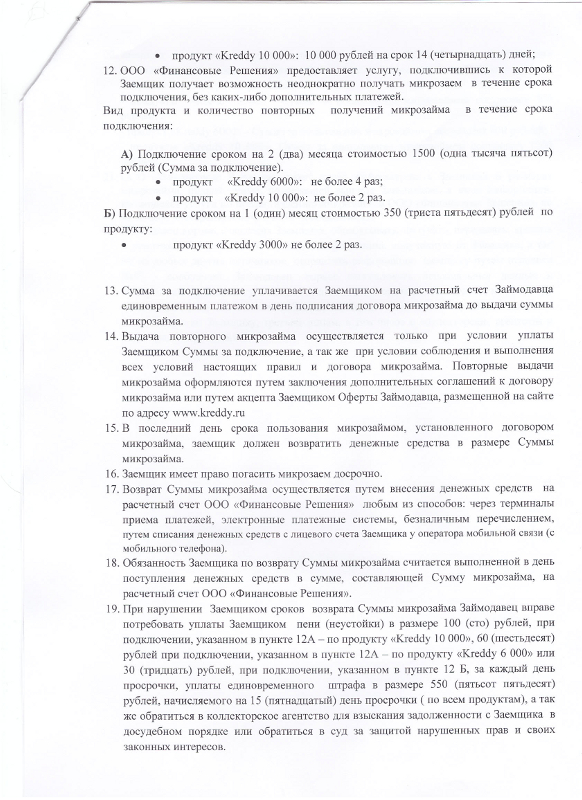 • продукт «Kreddy 10 000»: 10 000 рублей на срок 14 (четырнадцать) дней;
12. ООО «Финансовые Решения» предоставляет услугу, подключившись к которой
Заемщик получает возможность неоднократно получать микрозаем в течение срока
подключения, без каких-либо дополнительных платежей.
Вид продукта и количество повторных получений микрозайма в течение срока
подключения:
А) Подключение сроком на 2 (два) месяца стоимостью 1500 (одна тысяча пятьсот)
рублей (Сумма за подключение).
• продукт «Kreddy 6000»: не более 4 раз;
• продукт «Kreddy 10 000»: не более 2 раз.
Б) Подключение сроком на 1 (один) месяц стоимостью 350 (триста пятьдесят) рублей по
продукту:
• продукт «Kreddy 3000» не более 2 раз.
13. Сумма за подключение уплачивается Заемщиком на расчетный счет Займодавца
единовременным платежом в день подписания договора микрозайма до выдачи суммы
микрозайма.
14. Выдача повторного микрозайма осуществляется только при условии уплаты
Заемщиком Суммы за подключение, а так же при условии соблюдения и выполнения
всех условий настоящих правил и договора микрозайма. Повторные выдачи
микрозайма оформляются путем заключения дополнительных соглашений к договору
микрозайма или путем акцепта Заемщиком Оферты Займодавца, размещенной на сайте
по адресу www.kreddy.ru
15. В последний день срока пользования микрозаймом, установленного договором
микрозайма, заемщик должен возвратить денежные средства в размере Суммы
микрозайма.
16. Заемщик имеет право погасить микрозаем досрочно.
17. Возврат Суммы микрозайма осуществляется путем внесения денежных средств на
расчетный счет ООО «Финансовые Решения» любым из способов: через терминалы
приема платежей, электронные платежные системы, безналичным перечислением,
путем списания денежных средств с лицевого счета Заемщика у оператора мобильной связи (с
мобильного телефона).
18. Обязанность Заемщика по возврату Суммы микрозайма считается выполненной в день
поступления денежных средств в сумме, составляющей Сумму микрозайма, на
расчетный счет ООО «Финансовые Решения».
19. При нарушении Заемщиком сроков возврата Суммы микрозайма Займодавец вправе
потребовать уплаты Заемщиком пени (неустойки) в размере 100 (сто) рублей, при
подключении, указанном в пункте 12А – по продукту «Kreddy 10 000», 60 (шестьдесят)
рублей при подключении, указанном в пункте 12А – по продукту «Kreddy 6 000» или
30 (тридцать) рублей, при подключении, указанном в пункте 12 Б, за каждый день
просрочки, уплаты единовременного штрафа в размере 550 (пятьсот пятьдесят)
рублей, начисляемого на 15 (пятнадцатый) день просрочки ( по всем продуктам), а так
же обратиться в коллекторское агентство для взыскания задолженности с Заемщика в
досудебном порядке или обратиться в суд за защитой нарушенных прав и своих
законных интересов.